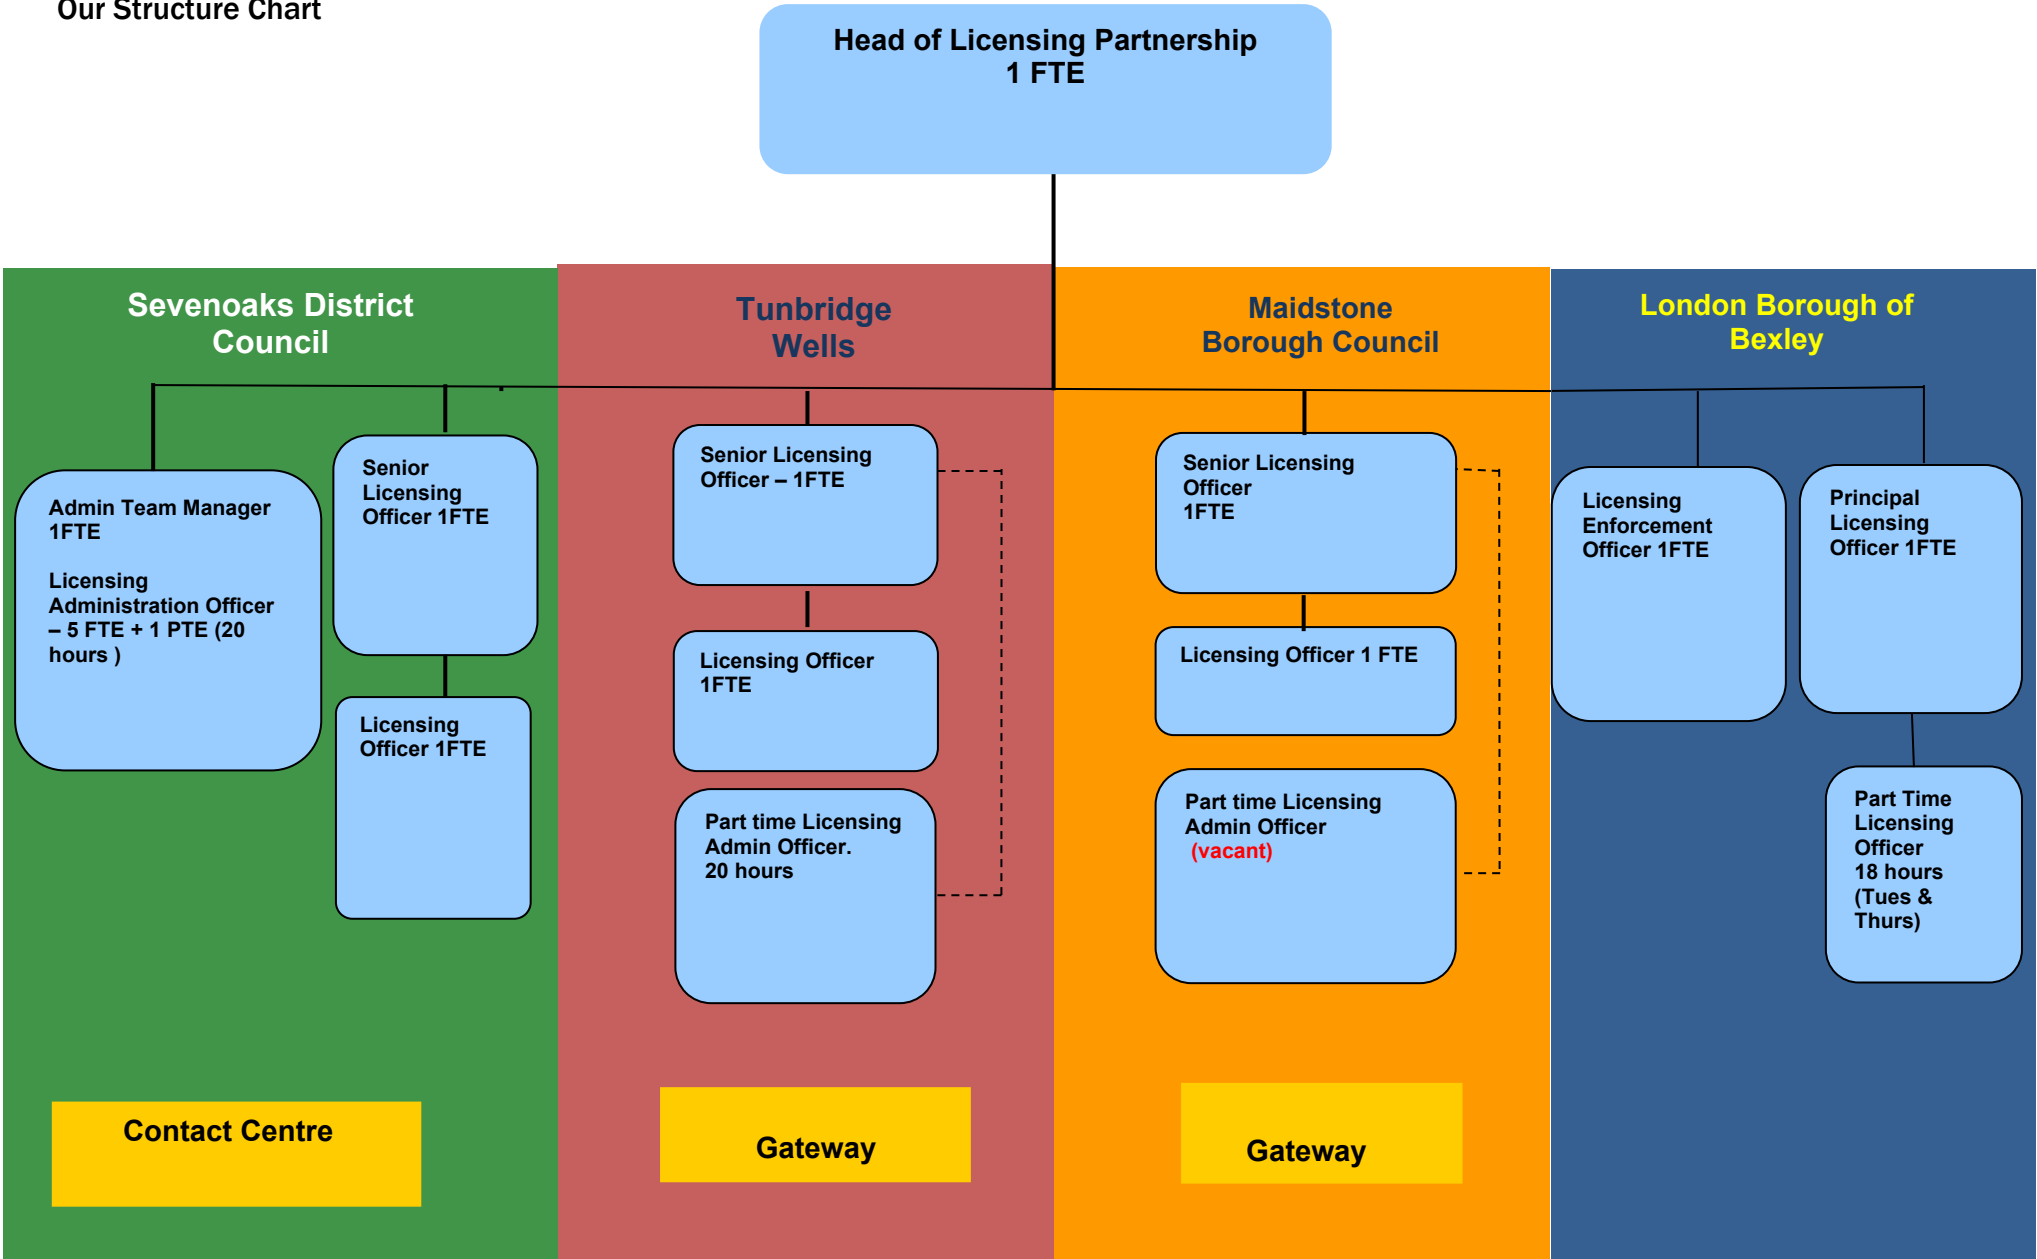 Our Structure Chart
Head of Licensing Partnership
1 FTE
Sevenoaks District
Council
Admin Team Manager
1FTE
Licensing
Administration Officer
– 5 FTE + 1 PTE (20
hours )
Senior
Licensing
Officer 1FTE
Licensing
Officer 1FTE
Contact Centre
Tunbridge
Wells
Senior Licensing
Officer – 1FTE
Licensing Officer
1FTE
Part time Licensing
Admin Officer.
20 hours
Gateway
Maidstone
Borough Council
Senior Licensing
Officer
1FTE
Licensing Officer 1 FTE
Part time Licensing
Admin Officer
(vacant)
Gateway
London Borough of
Bexley
Licensing
Enforcement
Officer 1FTE
Principal
Licensing
Officer 1FTE
Part Time
Licensing
Officer
18 hours
(Tues &
Thurs)